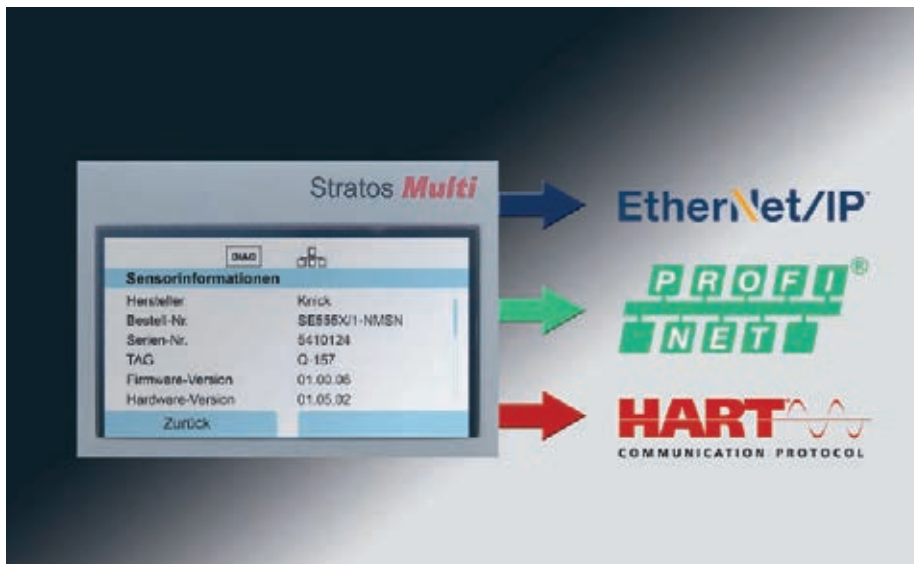 Stratos Multi
DIAG
Sensorinformationen
Hersteller Knick
Bestell-Nr. SE555X/1-NMSN
Serien-Nr. 5410124
TAG Q-157
Firmware-Version 01.00.06
Hardware-Version 01.05.02
Zurück
EtherNet/IP
PROFI®
NET
HART
COMMUNICATION PROTOCOL